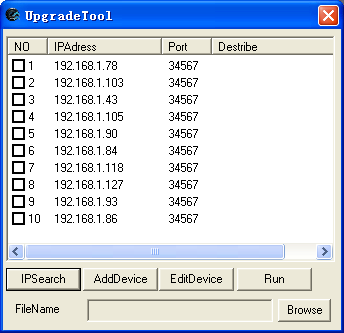 UpgradeTool
NO IPAdress Port Destribe
1 192.168.1.78 34567
2 192.168.1.103 34567
3 192.168.1.43 34567
4 192.168.1.105 34567
5 192.168.1.90 34567
6 192.168.1.84 34567
7 192.168.1.118 34567
8 192.168.1.127 34567
9 192.168.1.93 34567
10 192.168.1.86 34567
IPSearch AddDevice EditDevice Run
FileName Browse